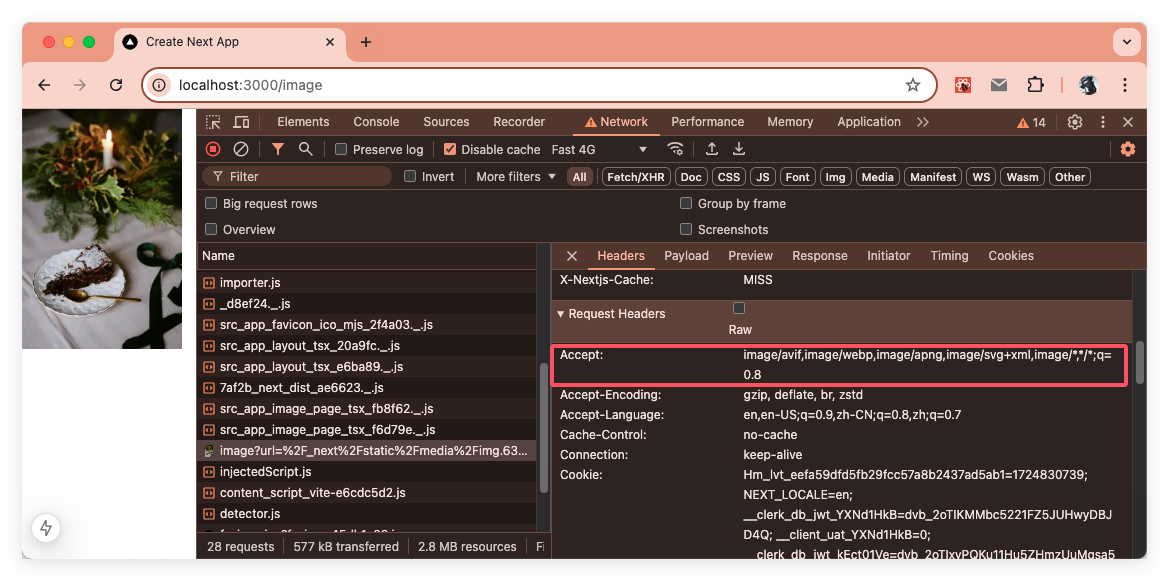 Create Next App
localhost:3000/image
Elements Console Sources Recorder Network Performance Memory Application 14
Preserve log Disable cache Fast 4G
Filter Invert More filters All Fetch/XHR Doc CSS JS Font Img Media Manifest WS Wasm Other
Big request rows Group by frame
Overview Screenshots
Name
importer.js
_d8ef24._.js
src_app_favicon_ico_mjs_2f4a03._.js
src_app_layout_tsx_20a9fc._.js
src_app_layout_tsx_e6ba89._.js
7af2b_next_dist_ae6623._.js
src_app_image_page_tsx_fb8f62._.js
src_app_image_page_tsx_f6d79e._.js
image?url=%2F_next%2Fstatic%2Fmedia%2Fimg.63...
injectedScript.js
content_script_vite-e6cdc5d2.js
detector.js
28 requests 577 kB transferred 2.8 MB resources Fi
Headers Payload Preview Response Initiator Timing Cookies
X-Nextjs-Cache: MISS
Request Headers
Raw
Accept: image/avif,image/webp,image/apng,image/svg+xml,image/*,*/*;q=
0.8
Accept-Encoding: gzip, deflate, br, zstd
Accept-Language: en,en-US;q=0.9,zh-CN;q=0.8,zh;q=0.7
Cache-Control: no-cache
Connection: keep-alive
Cookie: Hm_lvt_eefa59dfd5fb29fcc57a8b2437ad5ab1=1724830739;
NEXT_LOCALE=en;
__clerk_db_jwt_YXNd1HkB=dvb_2oTIKMMbc5221FZ5JUHwyDBJ
D4Q; __client_uat_YXNd1HkB=0;